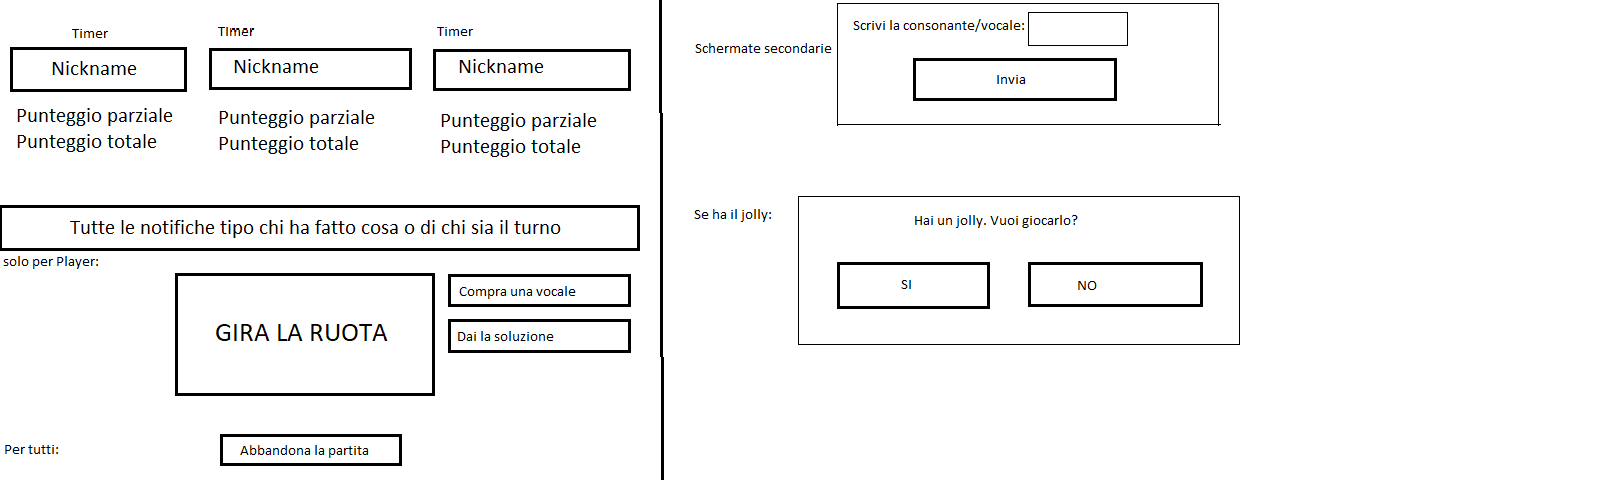 Timer
Timer
Timer
Nickname
Nickname
Nickname
Punteggio parziale
Punteggio totale
Punteggio parziale
Punteggio totale
Punteggio parziale
Punteggio totale
Tutte le notifiche tipo chi ha fatto cosa o di chi sia il turno
solo per Player:
GIRA LA RUOTA
Compra una vocale
Dai la soluzione
Per tutti:
Abbandona la partita
Schermate secondarie
Scrivi la consonante/vocale:
Invia
Se ha il jolly:
Hai un jolly. Vuoi giocarlo?
SI
NO